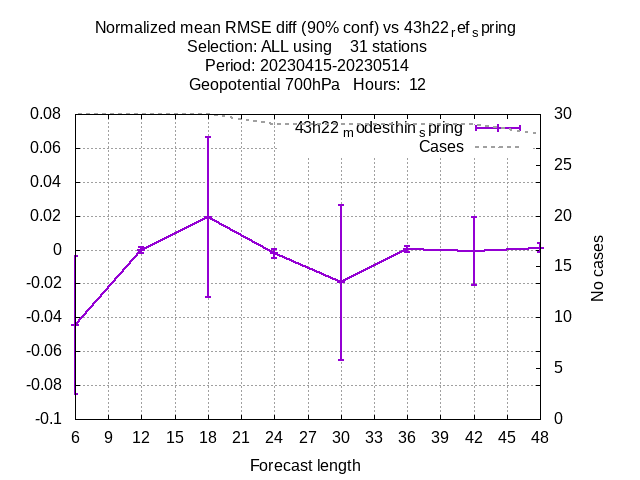 Normalized mean RMSE diff (90% conf) vs 43h22refspring
Selection: ALL using 31 stations
Period: 20230415-20230514
Geopotential 700hPa Hours: 12
43h22modesthinspring
Cases
0.08
0.06
0.04
0.02
0
-0.02
-0.04
-0.06
-0.08
-0.1
30
25
20
15
10
5
0
No cases
6 9 12 15 18 21 24 27 30 33 36 39 42 45 48
Forecast length